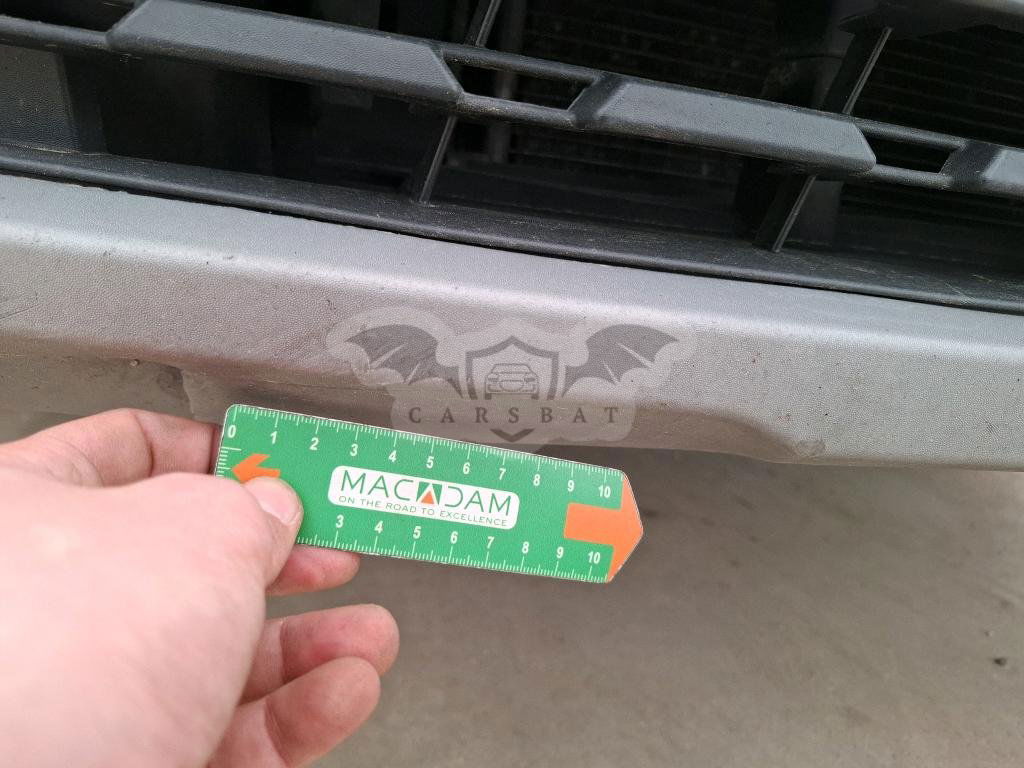 CARSBAT
0 1 2 3 4 5 6 7 8 9 10
MACADAM
ON THE ROAD TO EXCELLENCE
3 4 5 6 7 8 9 10